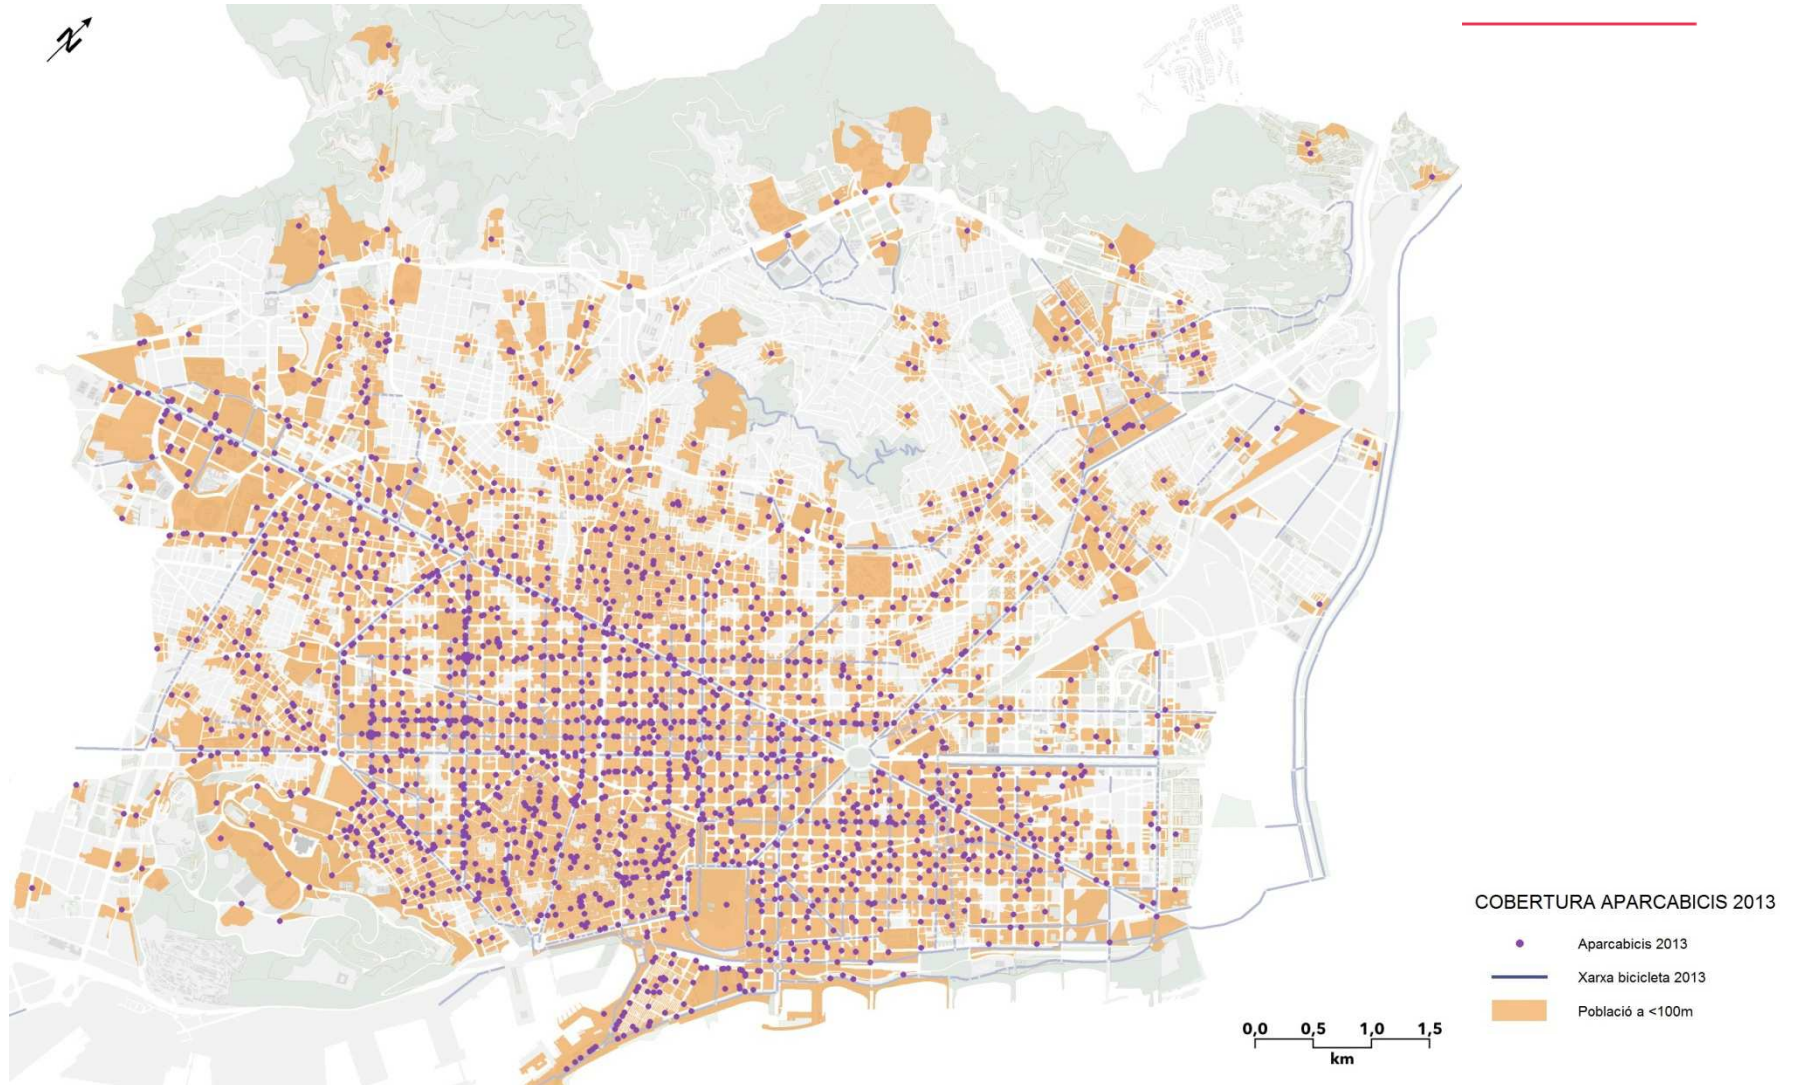 N
COBERTURA APARCABICIS 2013
Aparcabicis 2013
Xarxa bicicleta 2013
Població a <100m
0,0 0,5 1,0 1,5
km